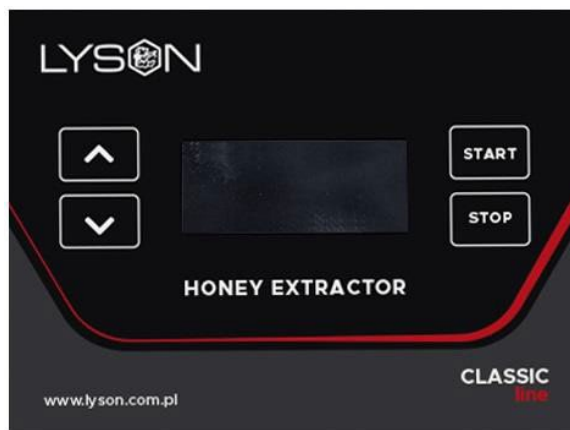 LYSON
START
STOP
HONEY EXTRACTOR
CLASSIC
line
www.lyson.com.pl